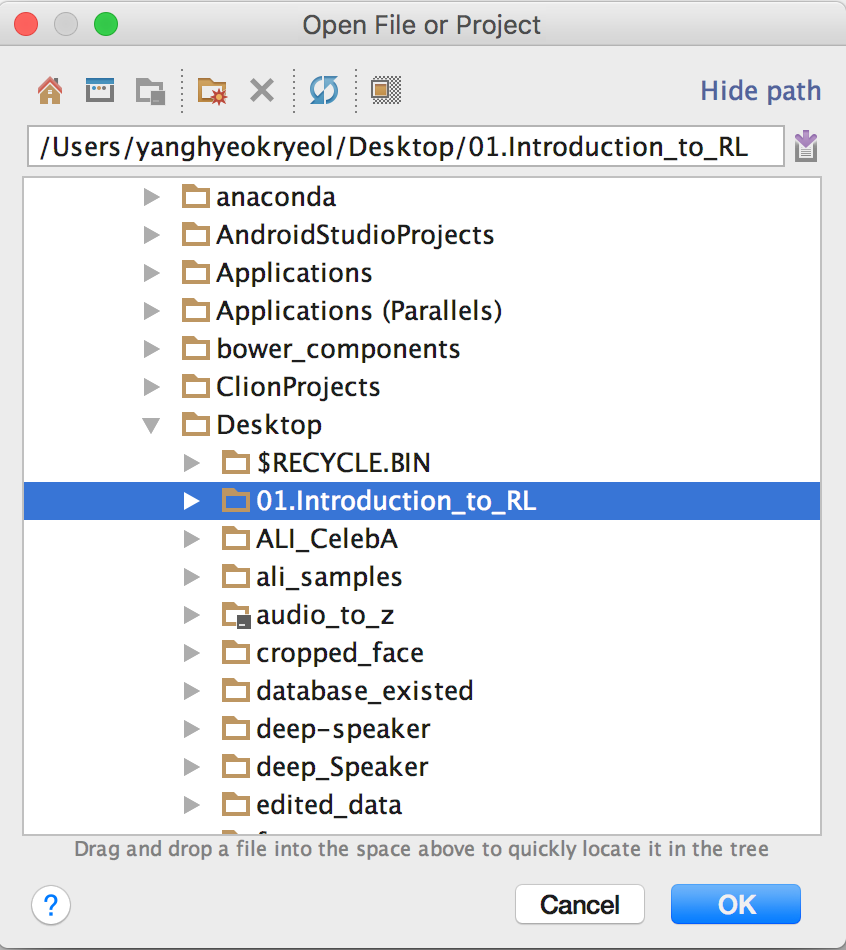 Open File or Project
Hide path
/Users/yanghyeokryeol/Desktop/01.Introduction_to_RL
anaconda
AndroidStudioProjects
Applications
Applications (Parallels)
bower_components
ClionProjects
Desktop
$RECYCLE.BIN
01.Introduction_to_RL
ALI_CelebA
ali_samples
audio_to_z
cropped_face
database_existed
deep-speaker
deep_Speaker
edited_data
Drag and drop a file into the space above to quickly locate it in the tree
?
Cancel
OK